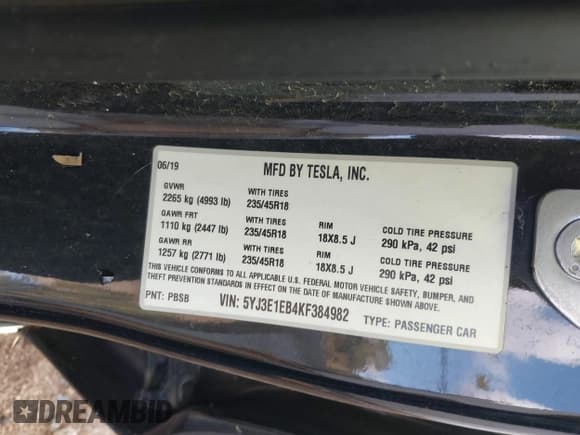 06/19 MFD BY TESLA, INC.
GVWR WITH TIRES
2265 kg (4993 lb) 235/45R18
GAWR FRT WITH TIRES RIM COLD TIRE PRESSURE
1110 kg (2447 lb) 235/45R18 18X8.5 J 290 kPa, 42 psi
GAWR RR WITH TIRES RIM COLD TIRE PRESSURE
1257 kg (2771 lb) 235/45R18 18X8.5 J 290 kPa, 42 psi
THIS VEHICLE CONFORMS TO ALL APPLICABLE U.S. FEDERAL MOTOR VEHICLE SAFETY, BUMPER, AND
THEFT PREVENTION STANDARDS IN EFFECT ON THE DATE OF MANUFACTURE SHOWN ABOVE.
PNT: PBSB VIN: 5YJ3E1EB4KF384982 TYPE: PASSENGER CAR
DREAMBID